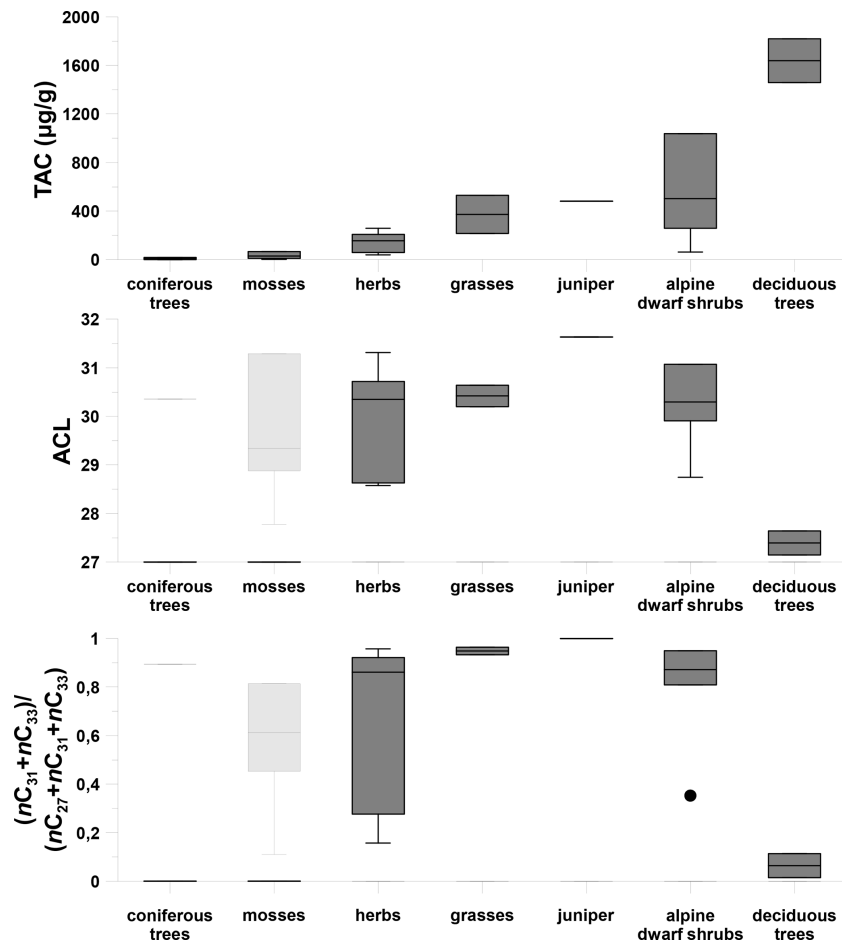 TAC (µg/g)
2000
1600
1200
800
400
0
coniferous trees
mosses
herbs
grasses
juniper
alpine dwarf shrubs
deciduous trees
ACL
32
31
30
29
28
27
coniferous trees
mosses
herbs
grasses
juniper
alpine dwarf shrubs
deciduous trees
(nC31+nC33)/
(nC27+nC31+nC33)
1
0,8
0,6
0,4
0,2
0
coniferous trees
mosses
herbs
grasses
juniper
alpine dwarf shrubs
deciduous trees